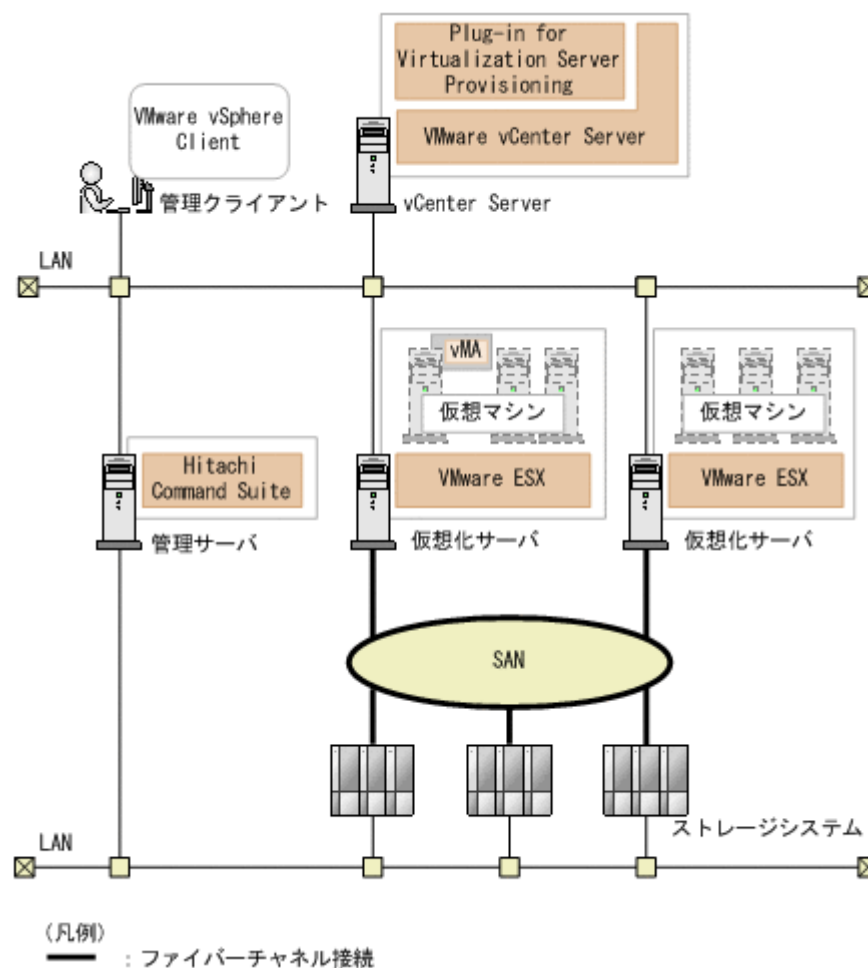 Plug-in for
Virtualization Server
Provisioning
VMware vCenter Server
VMware vSphere
Client
管理クライアント
vCenter Server
LAN
vMA
仮想マシン
仮想マシン
Hitachi
Command Suite
VMware ESX
VMware ESX
管理サーバ
仮想化サーバ
仮想化サーバ
SAN
ストレージシステム
LAN
(凡例)
: ファイバーチャネル接続